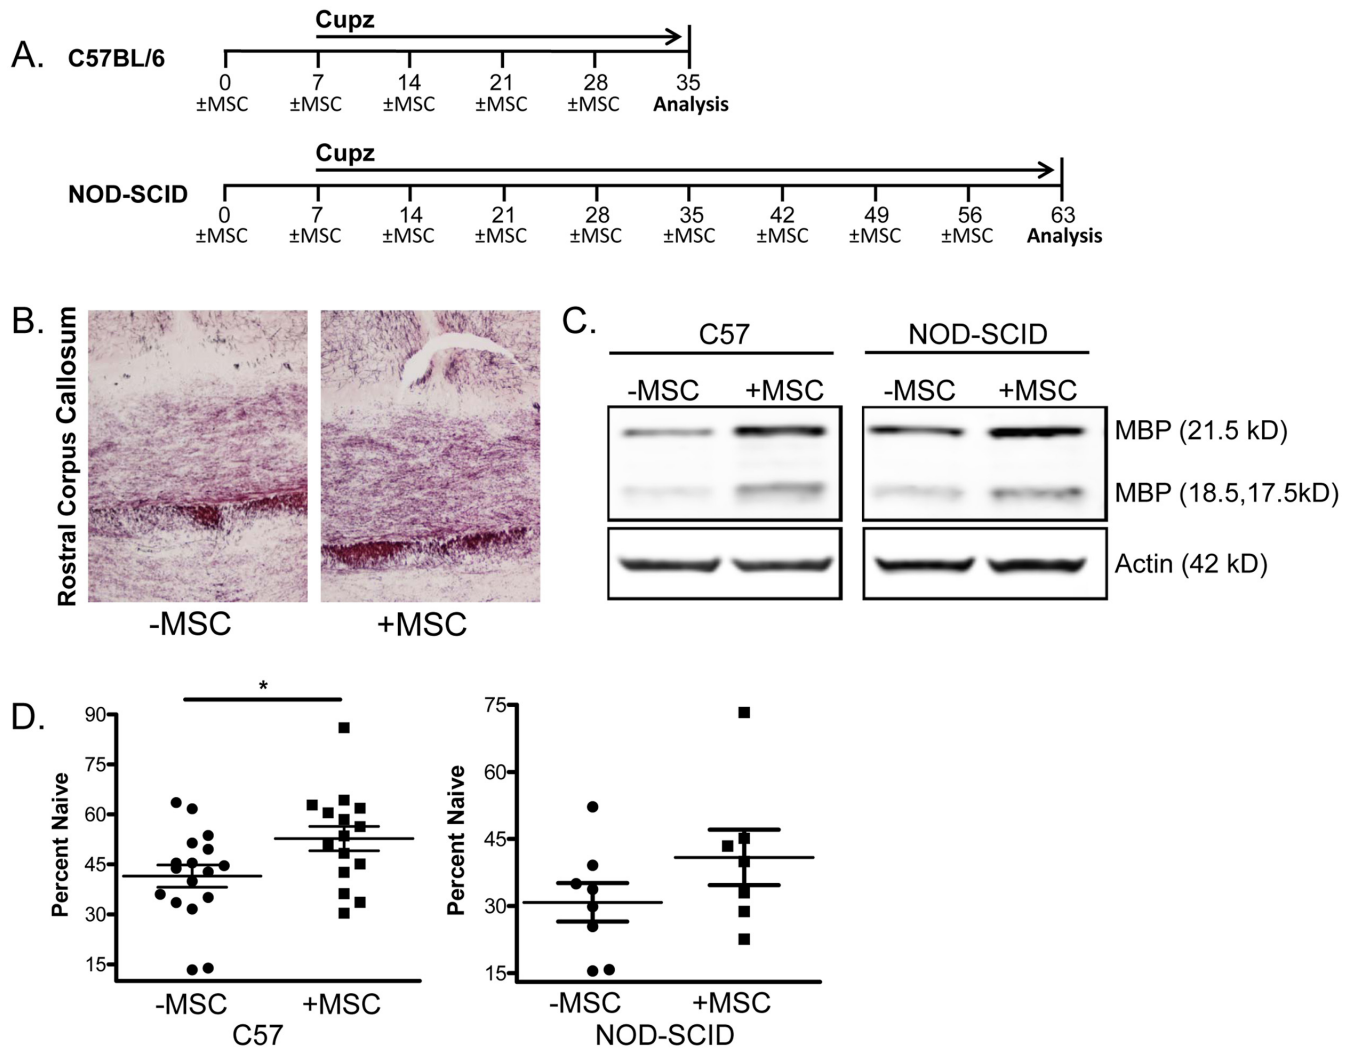 A.
C57BL/6
Cupz
0 7 14 21 28 35
±MSC ±MSC ±MSC ±MSC ±MSC Analysis
NOD-SCID
Cupz
0 7 14 21 28 35 42 49 56 63
±MSC ±MSC ±MSC ±MSC ±MSC ±MSC ±MSC ±MSC ±MSC Analysis
B.
Rostral Corpus Callosum
-MSC +MSC
C.
C57 NOD-SCID
-MSC +MSC -MSC +MSC
MBP (21.5 kD)
MBP (18.5,17.5kD)
Actin (42 kD)
D.
*
Percent Naive
90
75
60
45
30
15
-MSC +MSC
C57
Percent Naive
75
60
45
30
15
-MSC +MSC
NOD-SCID